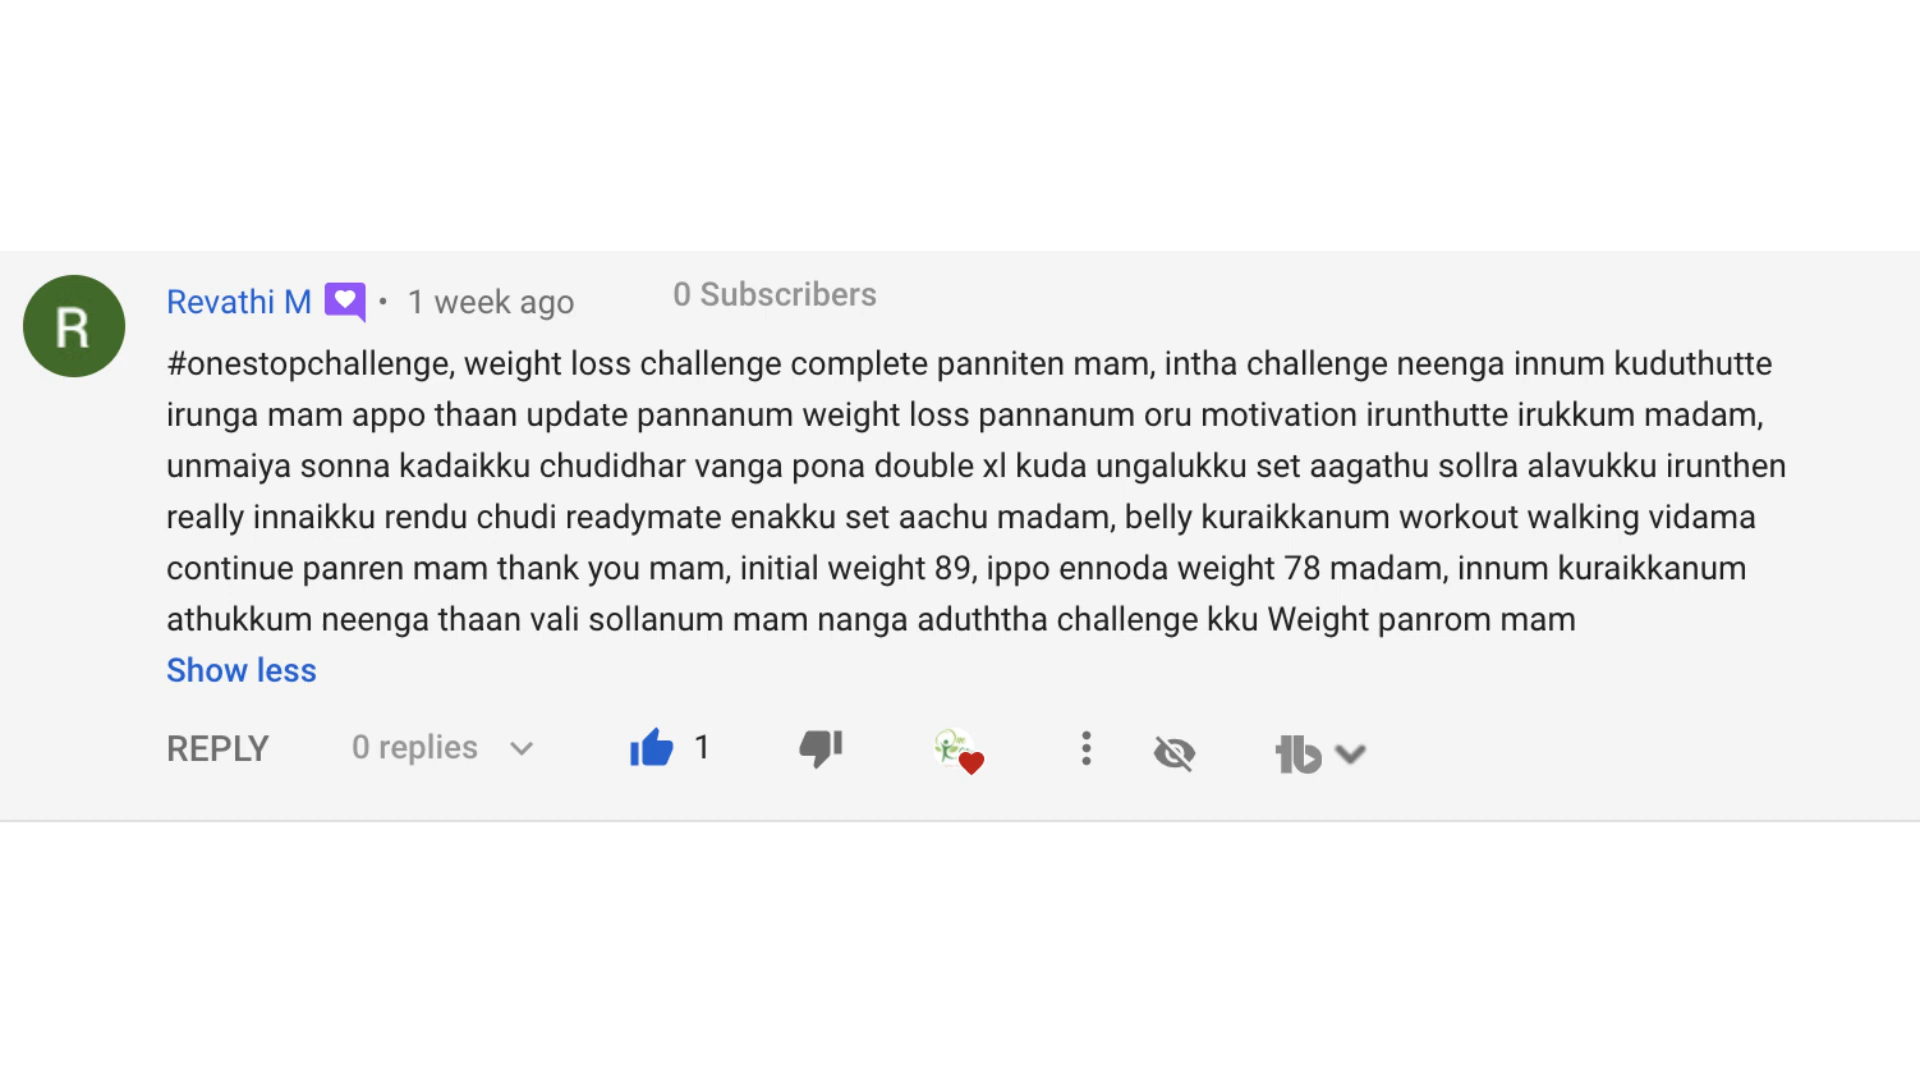 R
Revathi M • 1 week ago 0 Subscribers
#onestopchallenge, weight loss challenge complete panniten mam, intha challenge neenga innum kuduthutte
irunga mam appo thaan update pannanum weight loss pannanum oru motivation irunthutte irukkum madam,
unmaiya sonna kadaikku chudidhar vanga pona double xl kuda ungalukku set aagathu sollra alavukku irunthen
really innaikku rendu chudi readymate enakku set aachu madam, belly kuraikkanum workout walking vidama
continue panren mam thank you mam, initial weight 89, ippo ennoda weight 78 madam, innum kuraikkanum
athukkum neenga thaan vali sollanum mam nanga aduththa challenge kku Weight panrom mam
Show less
REPLY 0 replies 1 tb